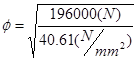 ϕ = √(196000(N) / 40.61(N/mm²))